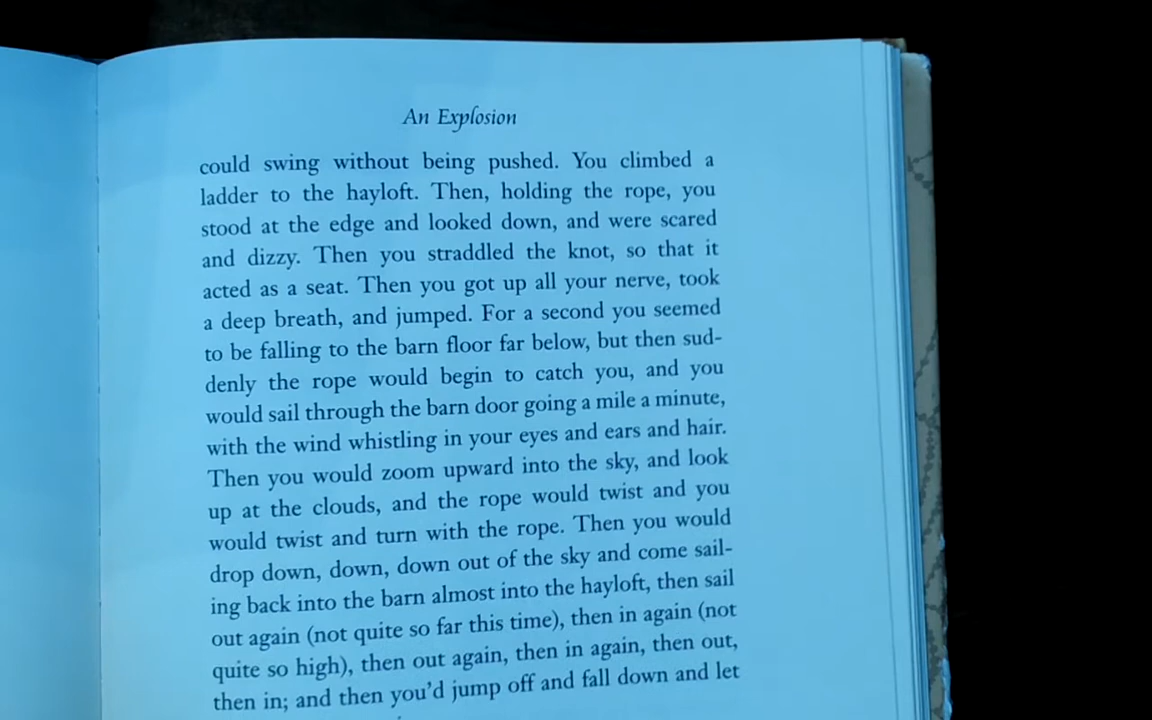 An Explosion
could swing without being pushed. You climbed a
ladder to the hayloft. Then, holding the rope, you
stood at the edge and looked down, and were scared
and dizzy. Then you straddled the knot, so that it
acted as a seat. Then you got up all your nerve, took
a deep breath, and jumped. For a second you seemed
to be falling to the barn floor far below, but then sud-
denly the rope would begin to catch you, and you
would sail through the barn door going a mile a minute,
with the wind whistling in your eyes and ears and hair.
Then you would zoom upward into the sky, and look
up at the clouds, and the rope would twist and you
would twist and turn with the rope. Then you would
drop down, down, down out of the sky and come sail-
ing back into the barn almost into the hayloft, then sail
out again (not quite so far this time), then in again (not
quite so high), then out again, then in again, then out,
then in; and then you'd jump off and fall down and let